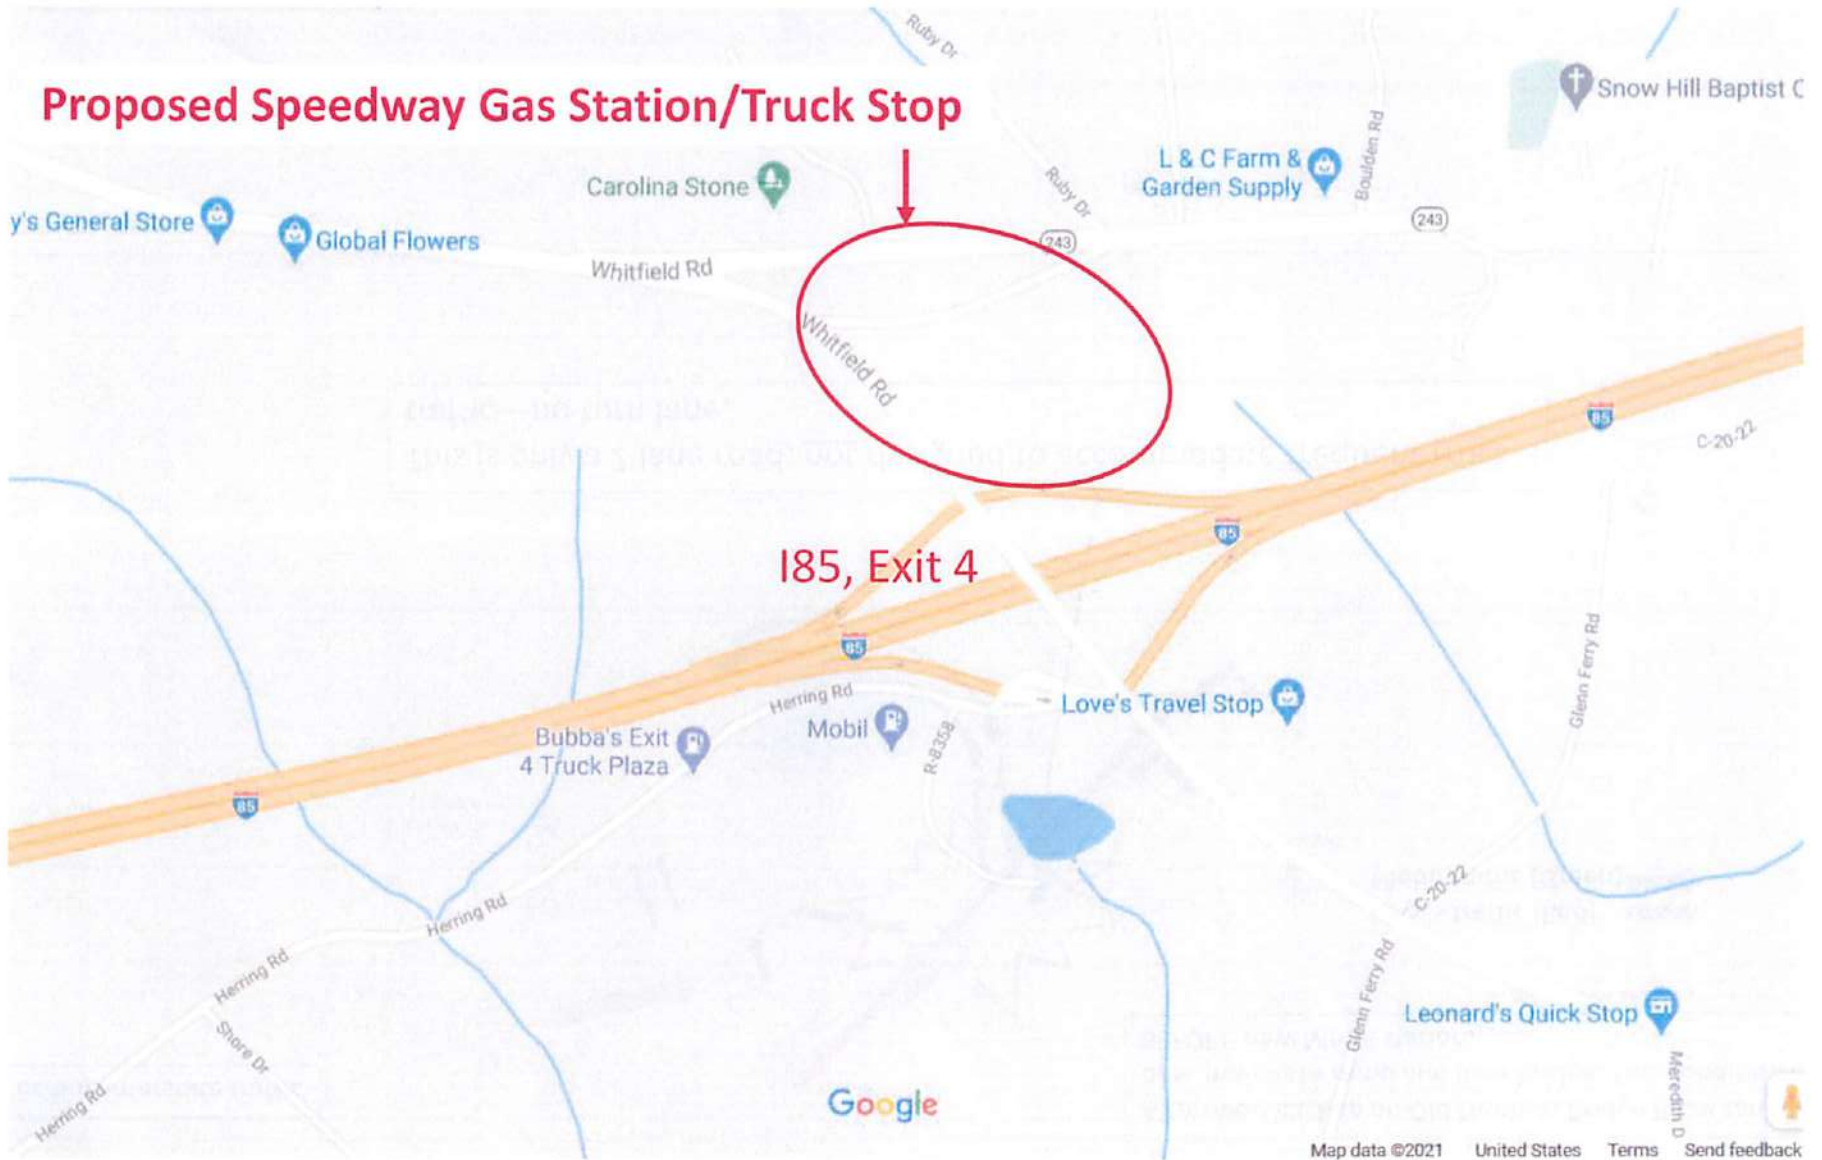 Ruby Dr
Snow Hill Baptist C
Proposed Speedway Gas Station/Truck Stop
L & C Farm &
Garden Supply
Boulden Rd
Carolina Stone
Ruby Dr
y's General Store
Global Flowers
243
243
Whitfield Rd
Whitfield Rd
85
C-20-22
85
I85, Exit 4
85
Herring Rd
Glenn Ferry Rd
Love's Travel Stop
Mobil
Bubba's Exit
4 Truck Plaza
R-8358
85
C-20-22
Herring Rd
Herring Rd
Glenn Ferry Rd
Leonard's Quick Stop
Shore Dr
Meredith D
Herring Rd
Google
Map data ©2021 United States Terms Send feedback